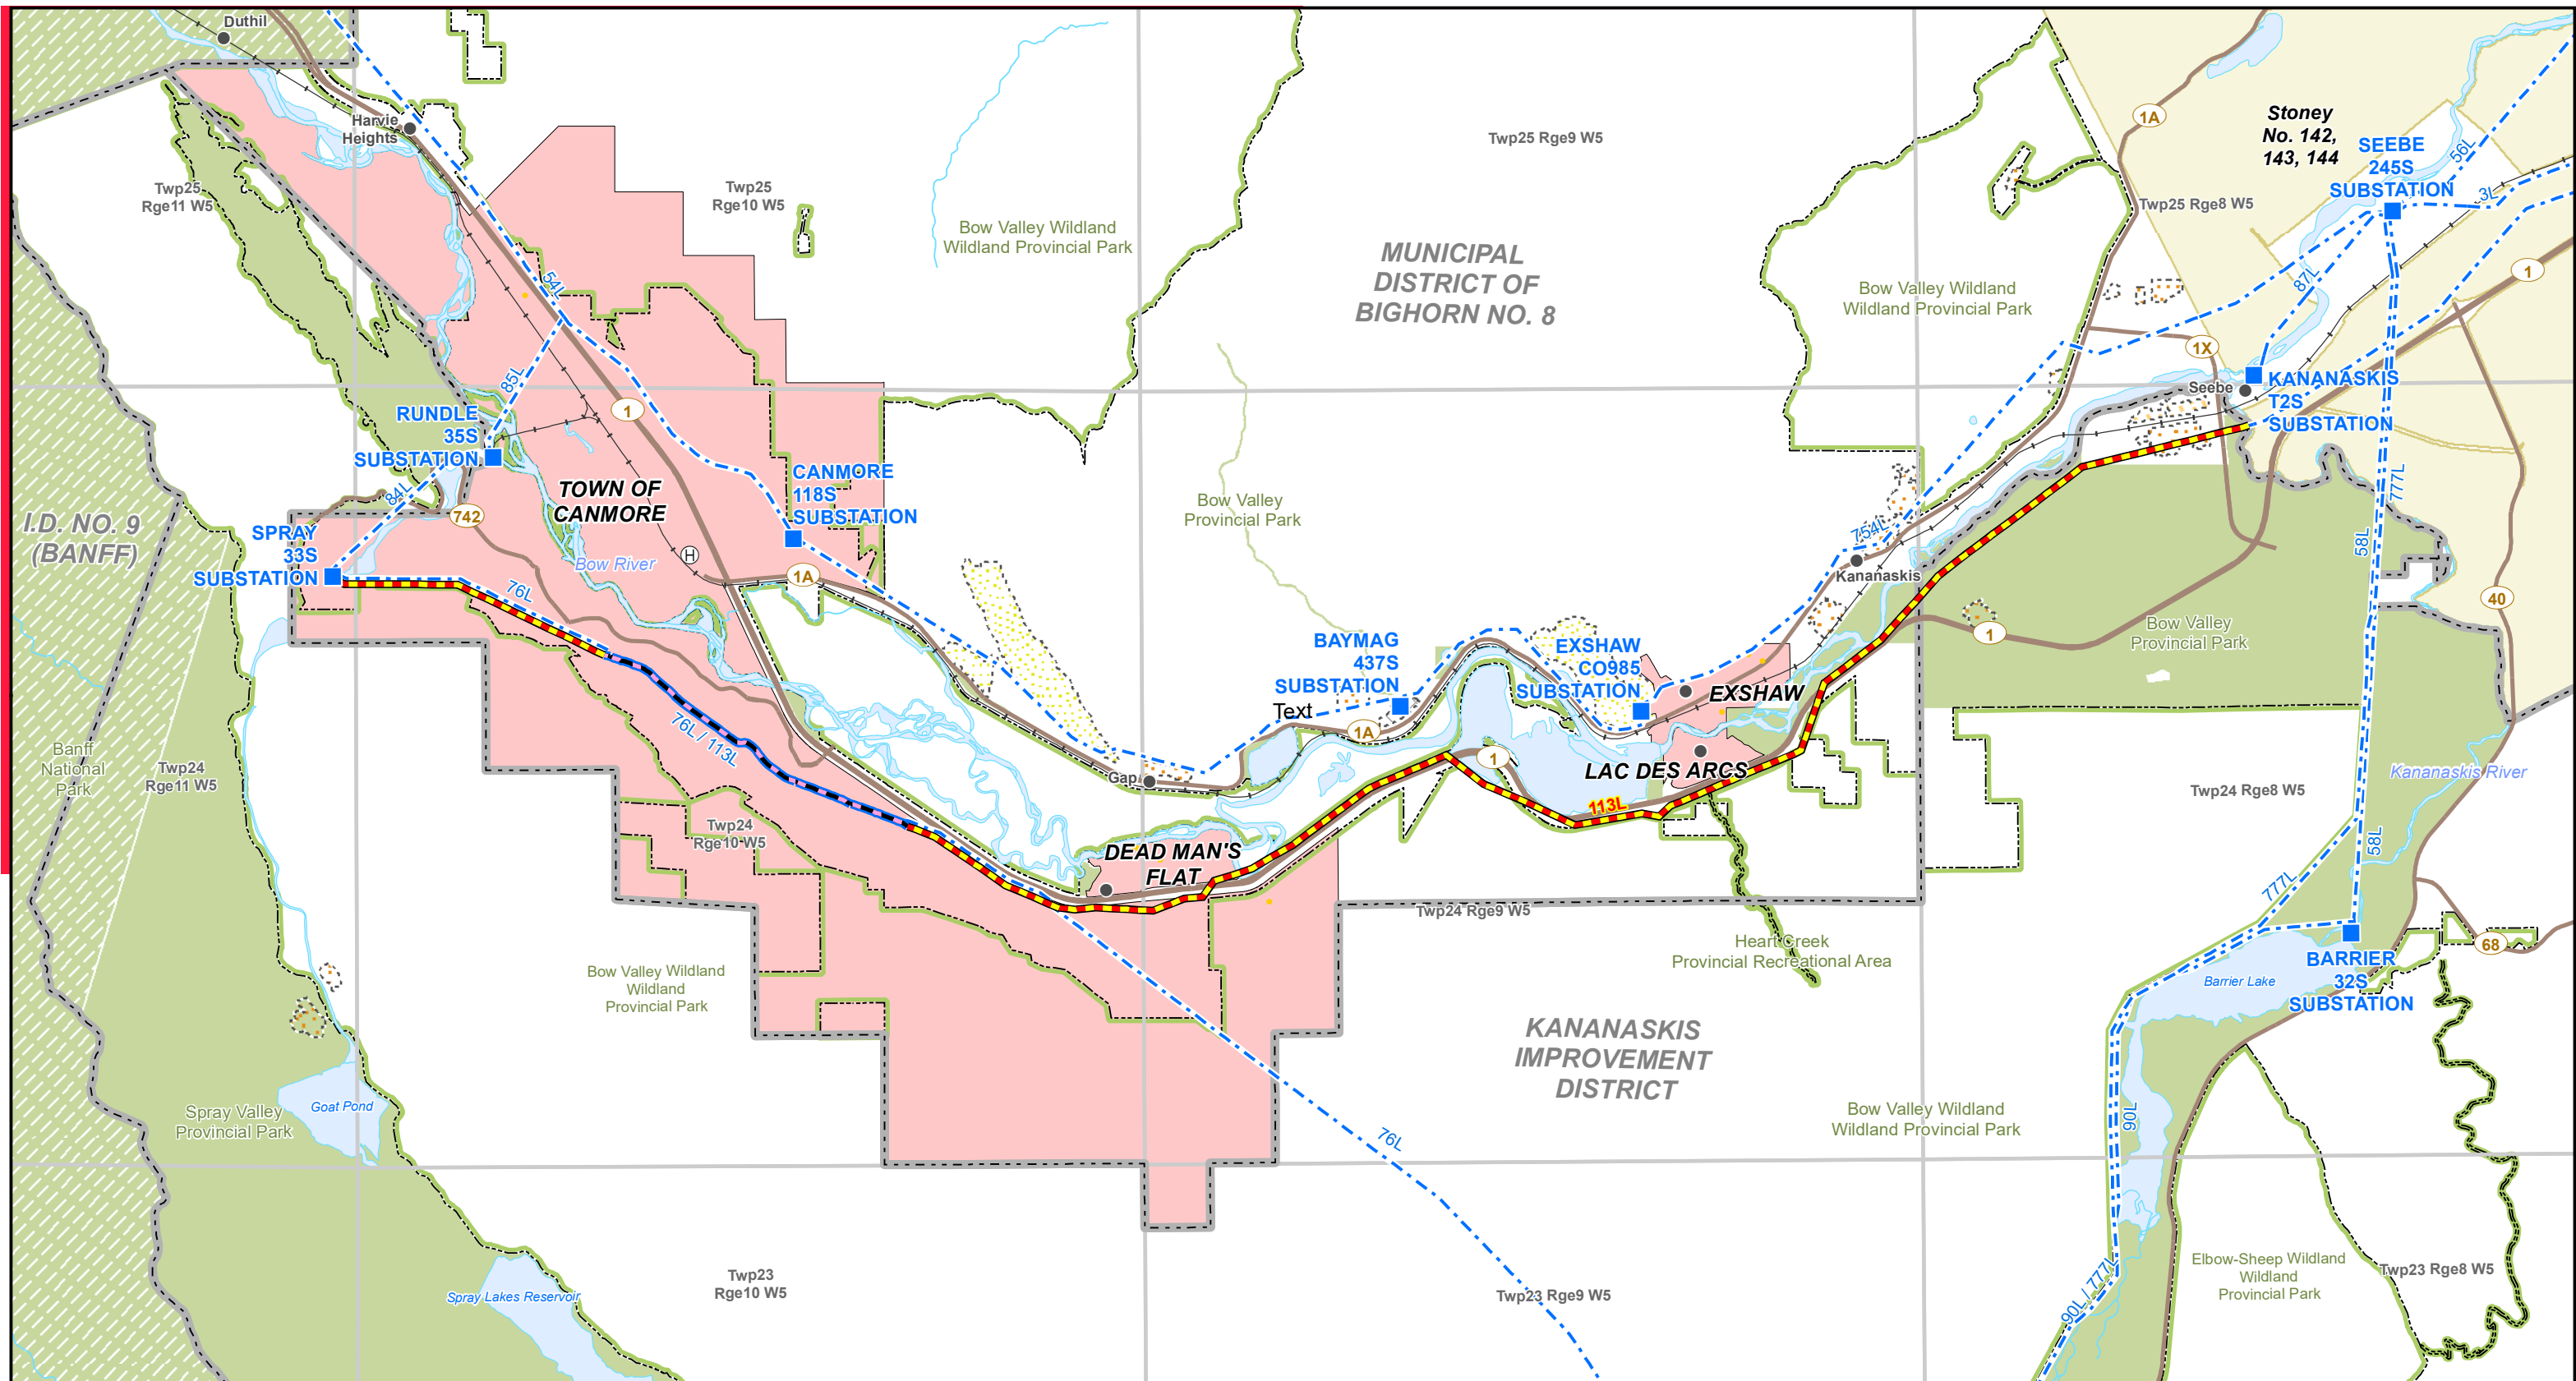 Duthil
Harvie
Heights
Twp25
Rge11 W5
Twp25
Rge10 W5
Bow Valley Wildland
Wildland Provincial Park
Twp25 Rge9 W5
MUNICIPAL
DISTRICT OF
BIGHORN NO. 8
Bow Valley Wildland
Wildland Provincial Park
1A
Stoney
No. 142,
143, 144
SEEBE
245S
SUBSTATION
56L
3L
Twp25 Rge8 W5
87L
1
1X
Seebe
KANANASKIS
T2S
SUBSTATION
54L
85L
1
RUNDLE
35S
SUBSTATION
84L
742
TOWN OF
CANMORE
CANMORE
118S
SUBSTATION
H
1A
Bow River
I.D. NO. 9
(BANFF)
SPRAY
33S
SUBSTATION
76L
76L / 113L
Bow Valley
Provincial Park
754L
Kananaskis
777L
58L
40
1
Bow Valley
Provincial Park
BAYMAG
437S
SUBSTATION
Text
1A
EXSHAW
CO985
SUBSTATION
EXSHAW
1
LAC DES ARCS
113L
Gap
Banff
National
Park
Twp24
Rge11 W5
Twp24
Rge10 W5
DEAD MAN'S
FLAT
Twp24 Rge9 W5
Twp24 Rge8 W5
Kananaskis River
58L
777L
68
Heart Creek
Provincial Recreational Area
BARRIER
32S
SUBSTATION
Barrier Lake
Bow Valley Wildland
Wildland
Provincial Park
KANANASKIS
IMPROVEMENT
DISTRICT
Spray Valley
Provincial Park
Goat Pond
76L
Bow Valley Wildland
Wildland Provincial Park
90L
Spray Lakes Reservoir
Twp23
Rge10 W5
Twp23 Rge9 W5
90L / 777L
Elbow-Sheep Wildland
Wildland
Provincial Park
Twp23 Rge8 W5